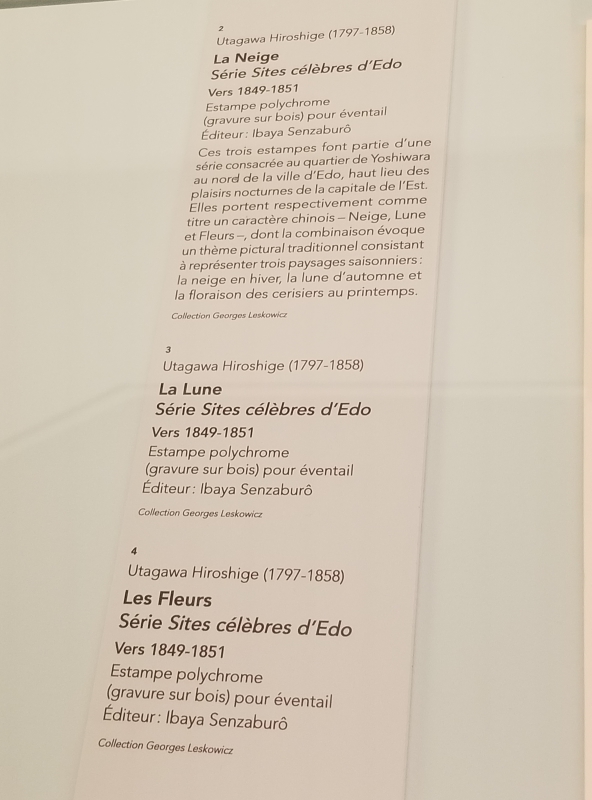 2
Utagawa Hiroshige (1797-1858)
La Neige
Série Sites célèbres d'Edo
Vers 1849-1851
Estampe polychrome
(gravure sur bois) pour éventail
Éditeur : Ibaya Senzaburô
Ces trois estampes font partie d'une
série consacrée au quartier de Yoshiwara
au nord de la ville d'Edo, haut lieu des
plaisirs nocturnes de la capitale de l'Est.
Elles portent respectivement comme
titre un caractère chinois – Neige, Lune
et Fleurs –, dont la combinaison évoque
un thème pictural traditionnel consistant
à représenter trois paysages saisonniers :
la neige en hiver, la lune d'automne et
la floraison des cerisiers au printemps.
Collection Georges Leskowicz
3
Utagawa Hiroshige (1797-1858)
La Lune
Série Sites célèbres d'Edo
Vers 1849-1851
Estampe polychrome
(gravure sur bois) pour éventail
Éditeur : Ibaya Senzaburô
Collection Georges Leskowicz
4
Utagawa Hiroshige (1797-1858)
Les Fleurs
Série Sites célèbres d'Edo
Vers 1849-1851
Estampe polychrome
(gravure sur bois) pour éventail
Éditeur : Ibaya Senzaburô
Collection Georges Leskowicz